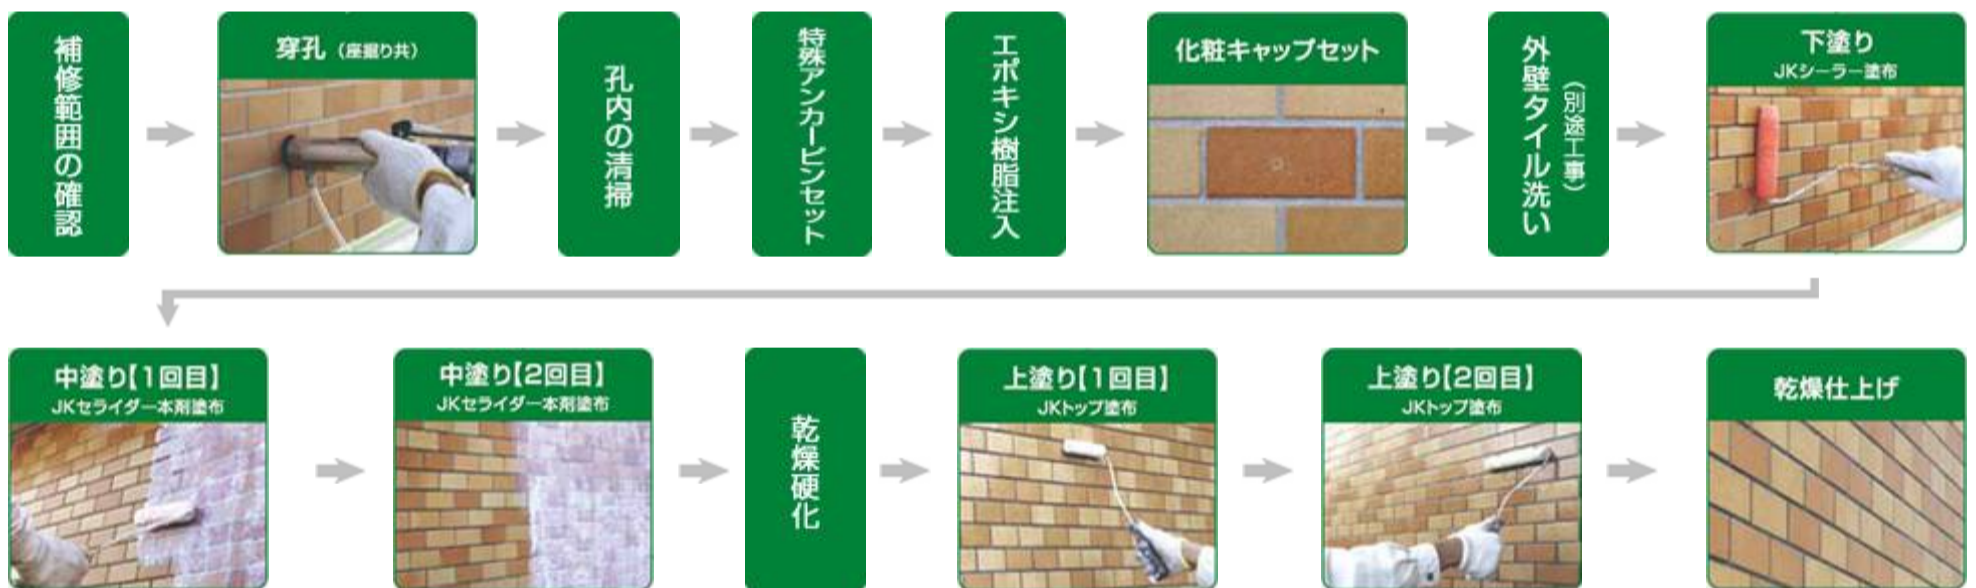 補修範囲の確認
穿孔（座掘り共）
孔内の清掃
特殊アンカーピンセット
エポキシ樹脂注入
化粧キャップセット
外壁タイル洗い
（別途工事）
下塗り
JKシーラー塗布
中塗り【1回目】
JKセライダー本剤塗布
中塗り【2回目】
JKセライダー本剤塗布
乾燥硬化
上塗り【1回目】
JKトップ塗布
上塗り【2回目】
JKトップ塗布
乾燥仕上げ